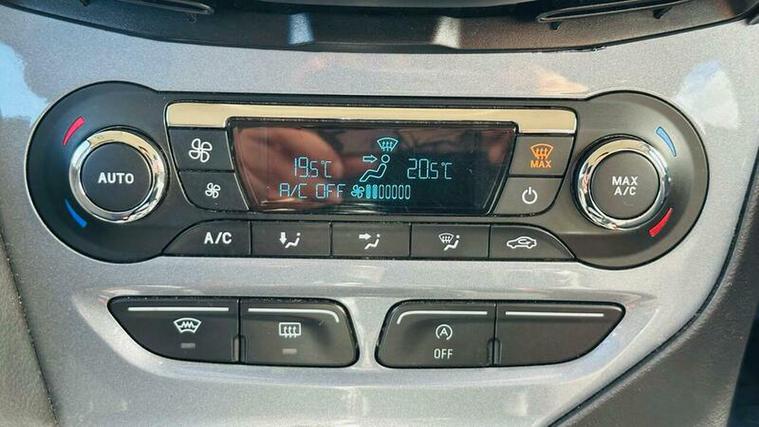 MAX
19.5°C 20.5°C
AUTO
MAX
A/C
A/C OFF
A/C
OFF